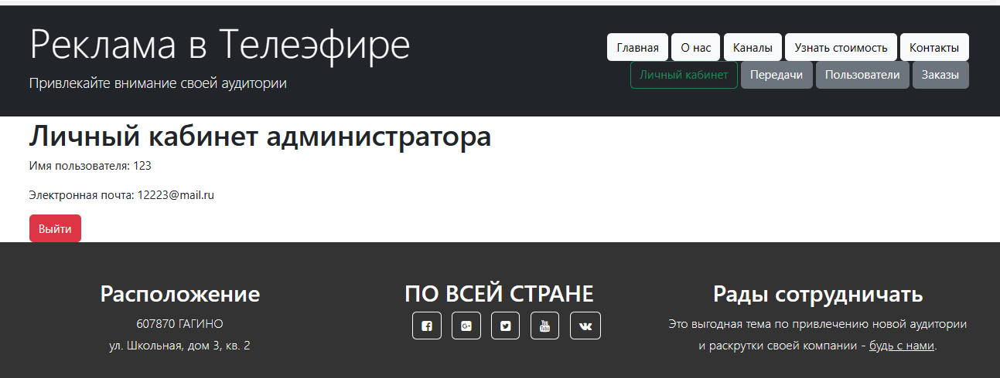 Реклама в Телеэфире
Привлекайте внимание своей аудитории
Главная О нас Каналы Узнать стоимость Контакты
Личный кабинет Передачи Пользователи Заказы
Личный кабинет администратора
Имя пользователя: 123
Электронная почта: 12223@mail.ru
Выйти
Расположение
607870 ГАГИНО
ул. Школьная, дом 3, кв. 2
ПО ВСЕЙ СТРАНЕ
You Tube
Рады сотрудничать
Это выгодная тема по привлечению новой аудитории
и раскрутки своей компании - будь с нами.